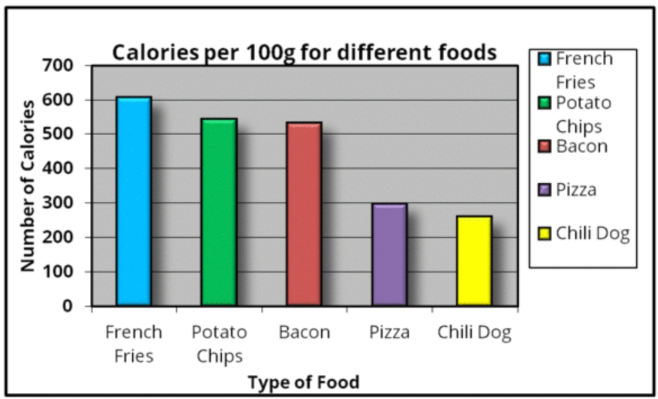 Calories per 100g for different foods
700
600
500
400
300
200
100
0
Number of Calories
French
Fries
Potato
Chips
Bacon
Pizza
Chili Dog
Type of Food
French
Fries
Potato
Chips
Bacon
Pizza
Chili Dog